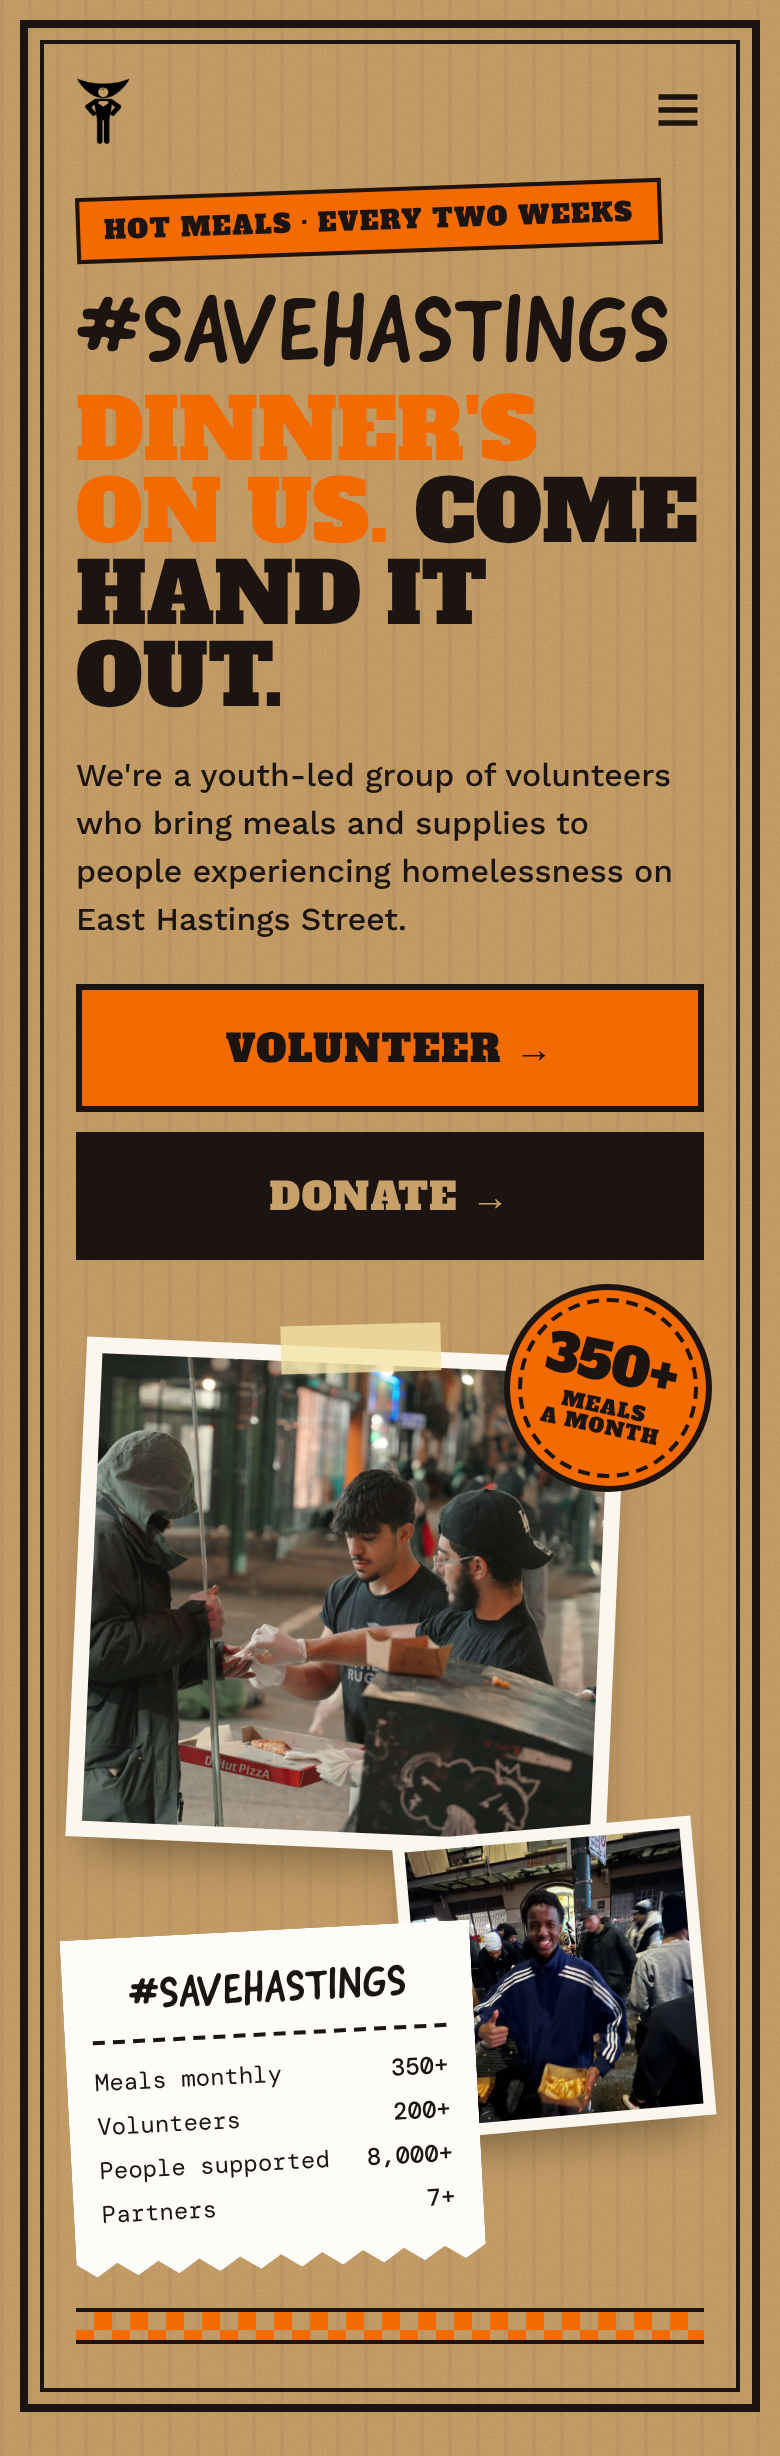 HOT MEALS · EVERY TWO WEEKS
#SAVEHASTINGS
DINNER'S
ON US. COME
HAND IT
OUT.
We're a youth-led group of volunteers
who bring meals and supplies to
people experiencing homelessness on
East Hastings Street.
VOLUNTEER →
DONATE →
350+
MEALS
A MONTH
Hut PizzA
#SAVEHASTINGS
Meals monthly 350+
Volunteers 200+
People supported 8,000+
Partners 7+